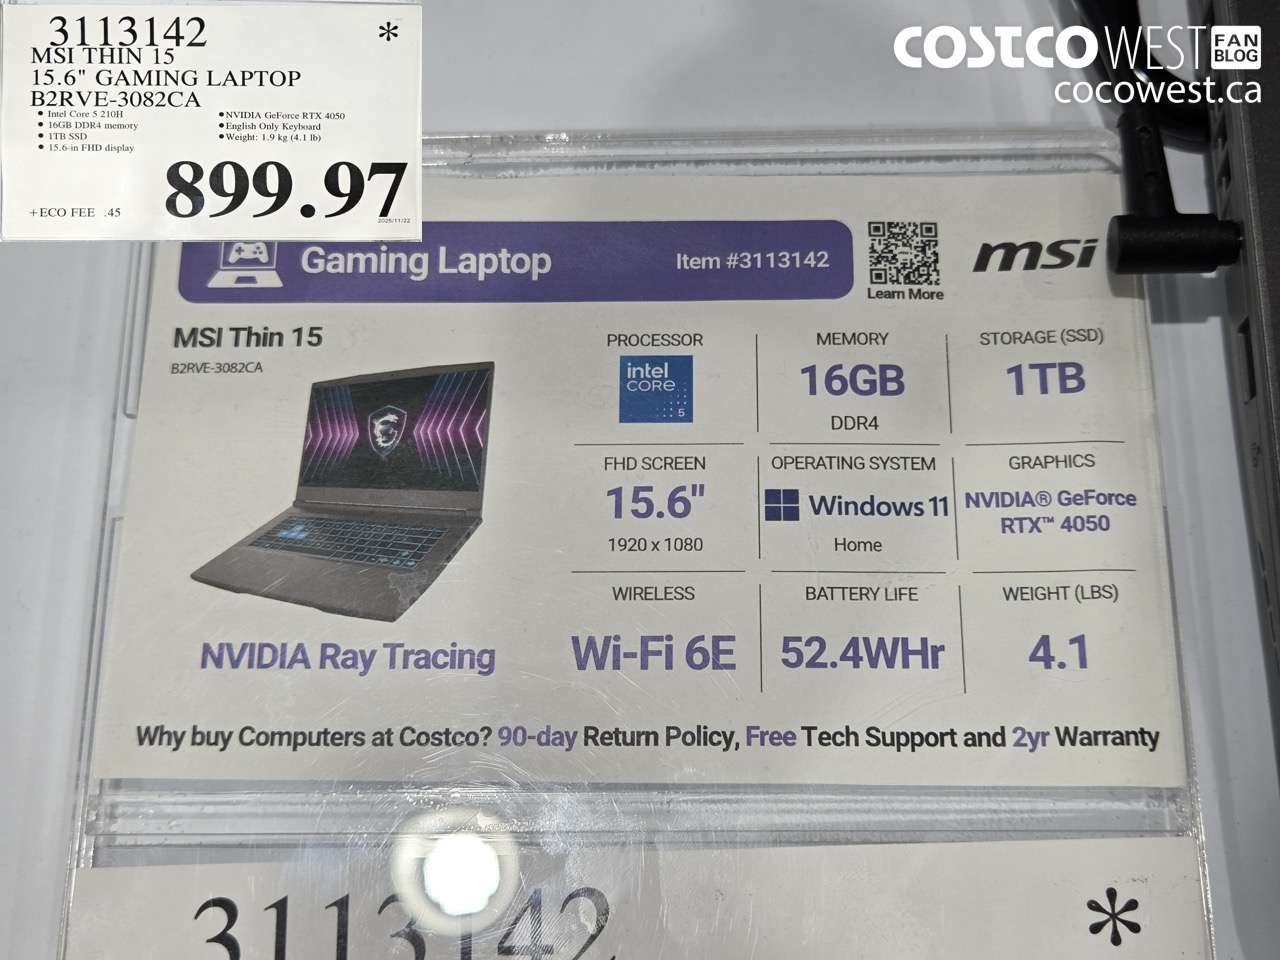 3113142 *
MSI THIN 15
15.6" GAMING LAPTOP
B2RVE-3082CA
• Intel Core 5 210H
• 16GB DDR4 memory
• 1TB SSD
• 15.6-in FHD display
• NVIDIA GeForce RTX 4050
• English Only Keyboard
• Weight: 1.9 kg (4.1 lb)
899.97
+ECO FEE .45
2025/11/22
COSTCO WEST FAN BLOG
cocowest.ca
Gaming Laptop
Item #3113142
Learn More
msi
MSI Thin 15
B2RVE-3082CA
NVIDIA Ray Tracing
PROCESSOR
intel
CORE
5
MEMORY
16GB
DDR4
STORAGE (SSD)
1TB
FHD SCREEN
15.6"
1920 x 1080
OPERATING SYSTEM
Windows 11
Home
GRAPHICS
NVIDIA® GeForce
RTX™ 4050
WIRELESS
Wi-Fi 6E
BATTERY LIFE
52.4WHr
WEIGHT (LBS)
4.1
Why buy Computers at Costco? 90-day Return Policy, Free Tech Support and 2yr Warranty
3113142 *